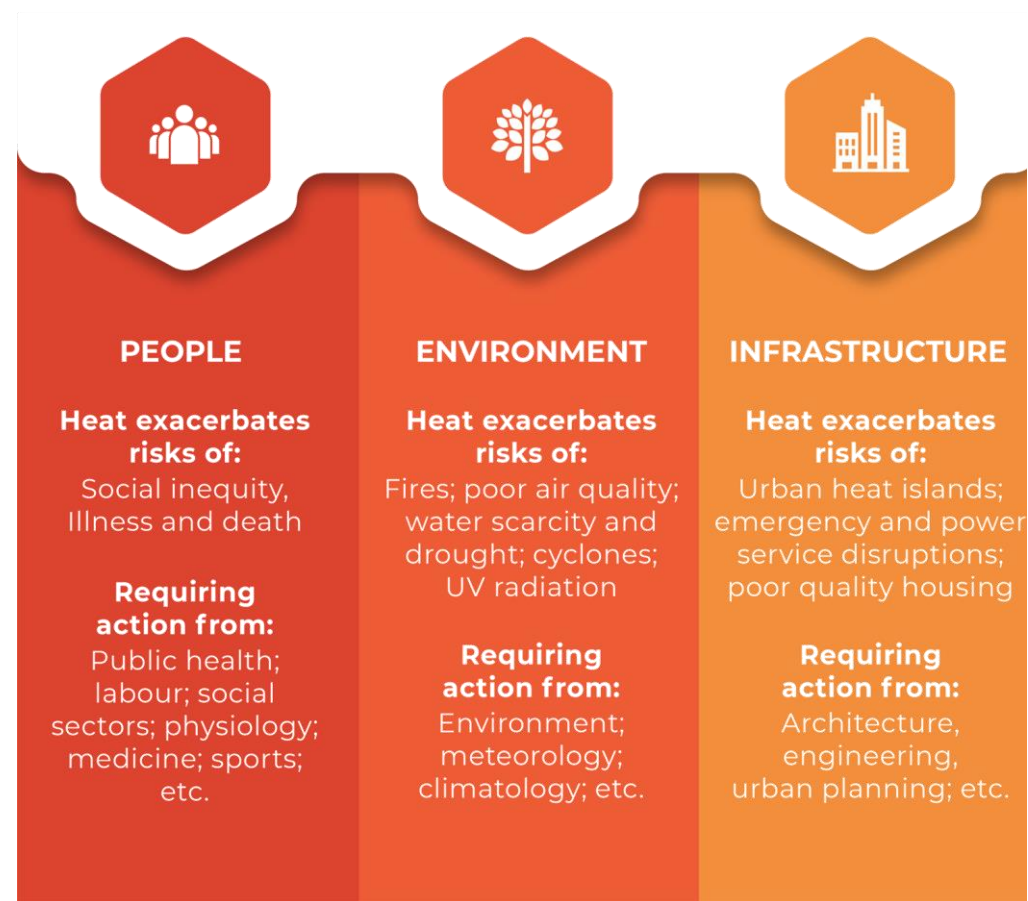 PEOPLE
Heat exacerbates
risks of:
Social inequity,
Illness and death
Requiring
action from:
Public health;
labour; social
sectors; physiology;
medicine; sports;
etc.
ENVIRONMENT
Heat exacerbates
risks of:
Fires; poor air quality;
water scarcity and
drought; cyclones;
UV radiation
Requiring
action from:
Environment;
meteorology;
climatology; etc.
INFRASTRUCTURE
Heat exacerbates
risks of:
Urban heat islands;
emergency and power
service disruptions;
poor quality housing
Requiring
action from:
Architecture,
engineering,
urban planning; etc.